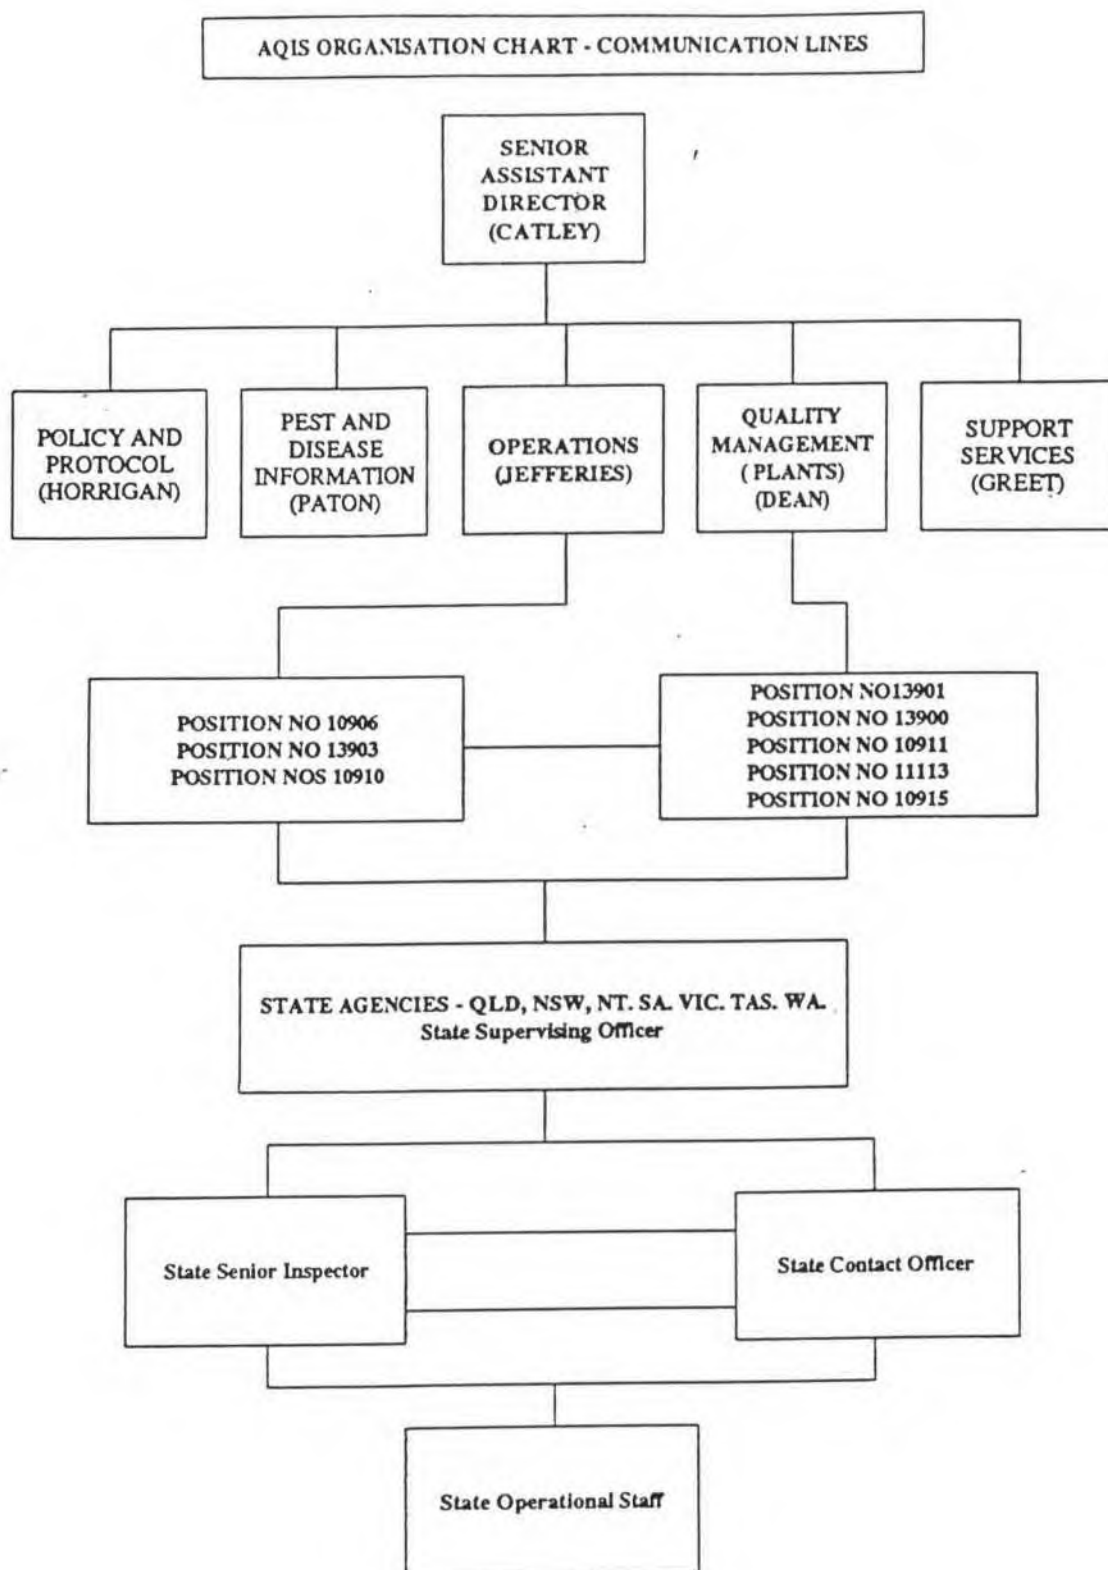 AQIS ORGANISATION CHART - COMMUNICATION LINES
SENIOR
ASSISTANT
DIRECTOR
(CATLEY)
POLICY AND
PROTOCOL
(HORRIGAN)
PEST AND
DISEASE
INFORMATION
(PATON)
OPERATIONS
(JEFFERIES)
QUALITY
MANAGEMENT
( PLANTS)
(DEAN)
SUPPORT
SERVICES
(GREET)
POSITION NO 10906
POSITION NO 13903
POSITION NOS 10910
POSITION NO13901
POSITION NO 13900
POSITION NO 10911
POSITION NO 11113
POSITION NO 10915
STATE AGENCIES - QLD, NSW, NT. SA. VIC. TAS. WA.
State Supervising Officer
State Senior Inspector
State Contact Officer
State Operational Staff